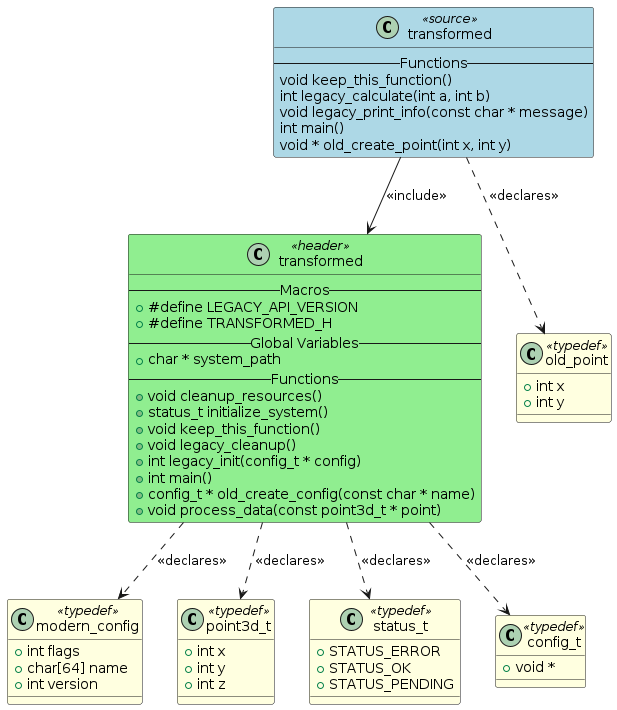 C «source»
transformed
Functions
void keep_this_function()
int legacy_calculate(int a, int b)
void legacy_print_info(const char * message)
int main()
void * old_create_point(int x, int y)
«include»
«declares»
C «header»
transformed
Macros
#define LEGACY_API_VERSION
#define TRANSFORMED_H
Global Variables
char * system_path
Functions
void cleanup_resources()
status_t initialize_system()
void keep_this_function()
void legacy_cleanup()
int legacy_init(config_t * config)
int main()
config_t * old_create_config(const char * name)
void process_data(const point3d_t * point)
C «typedef»
old_point
int x
int y
«declares»
«declares»
«declares»
«declares»
C «typedef»
modern_config
int flags
char[64] name
int version
C «typedef»
point3d_t
int x
int y
int z
C «typedef»
status_t
STATUS_ERROR
STATUS_OK
STATUS_PENDING
C «typedef»
config_t
void *